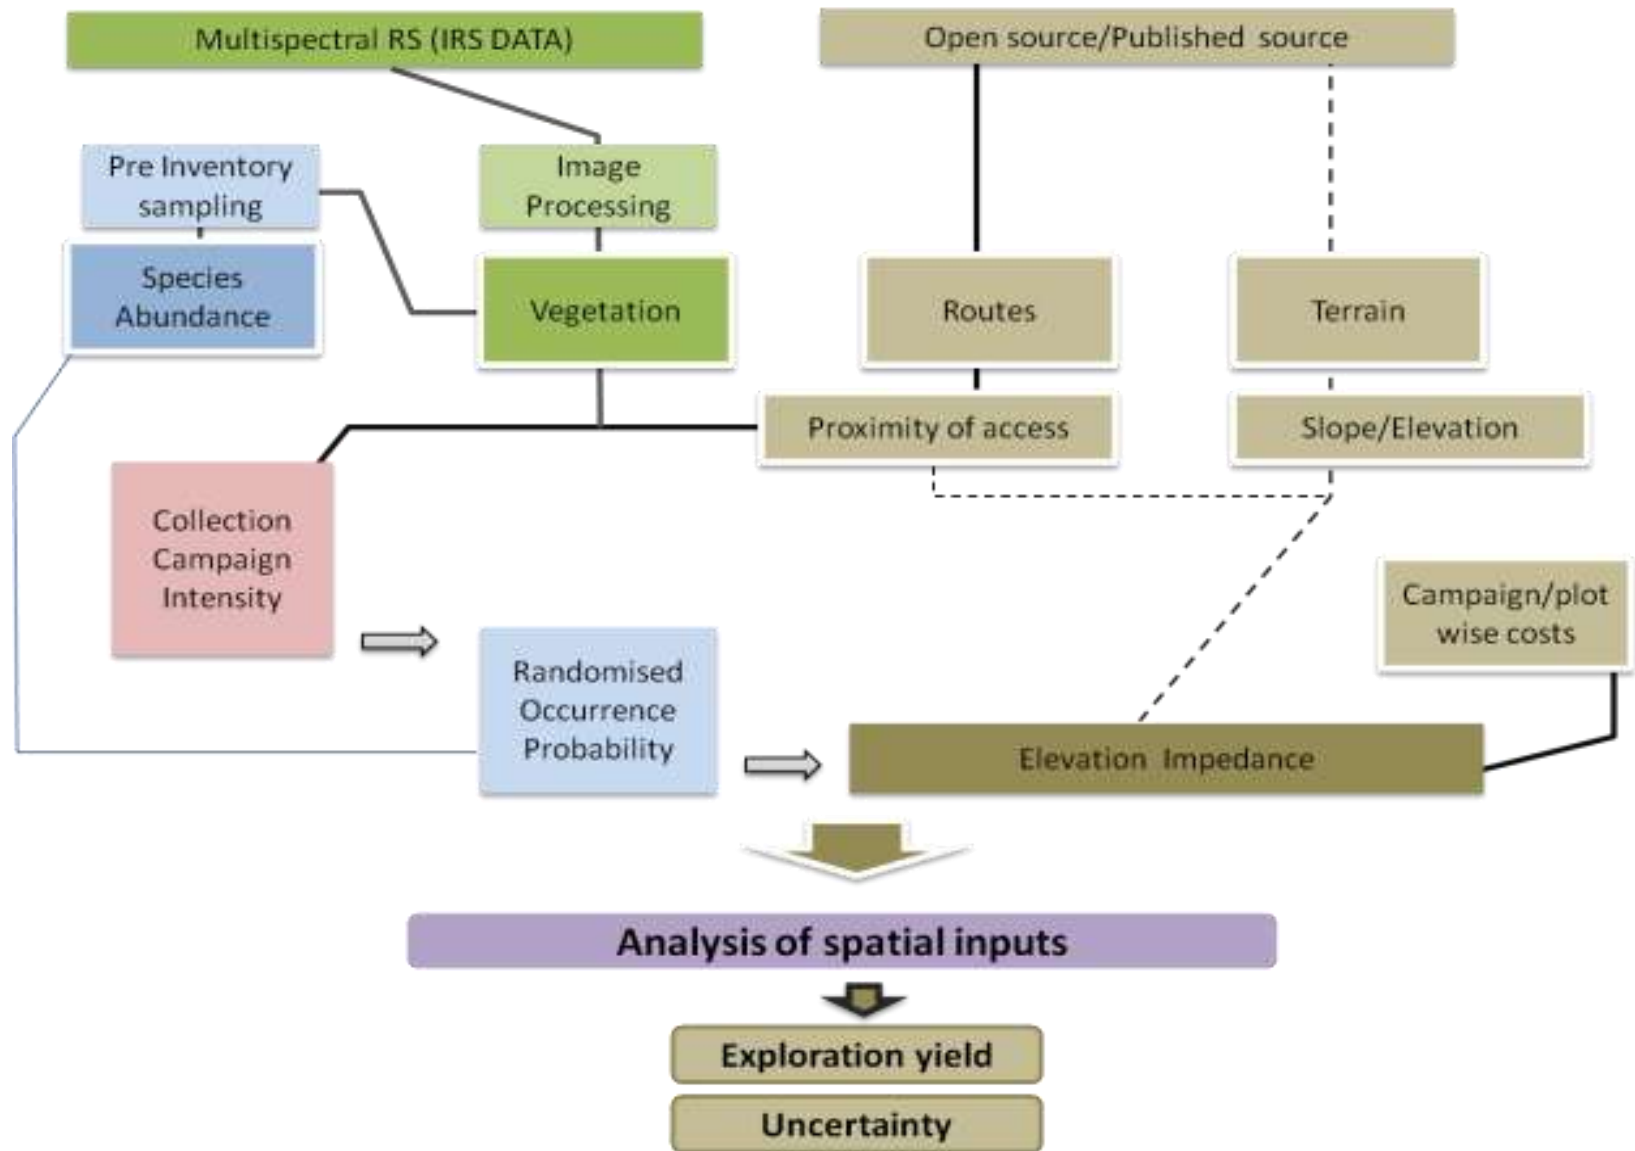 Multispectral RS (IRS DATA)
Open source/Published source
Pre Inventory
sampling
Image
Processing
Species
Abundance
Vegetation
Routes
Terrain
Proximity of access
Slope/Elevation
Collection
Campaign
Intensity
Campaign/plot
wise costs
Randomised
Occurrence
Probability
Elevation Impedance
Analysis of spatial inputs
Exploration yield
Uncertainty